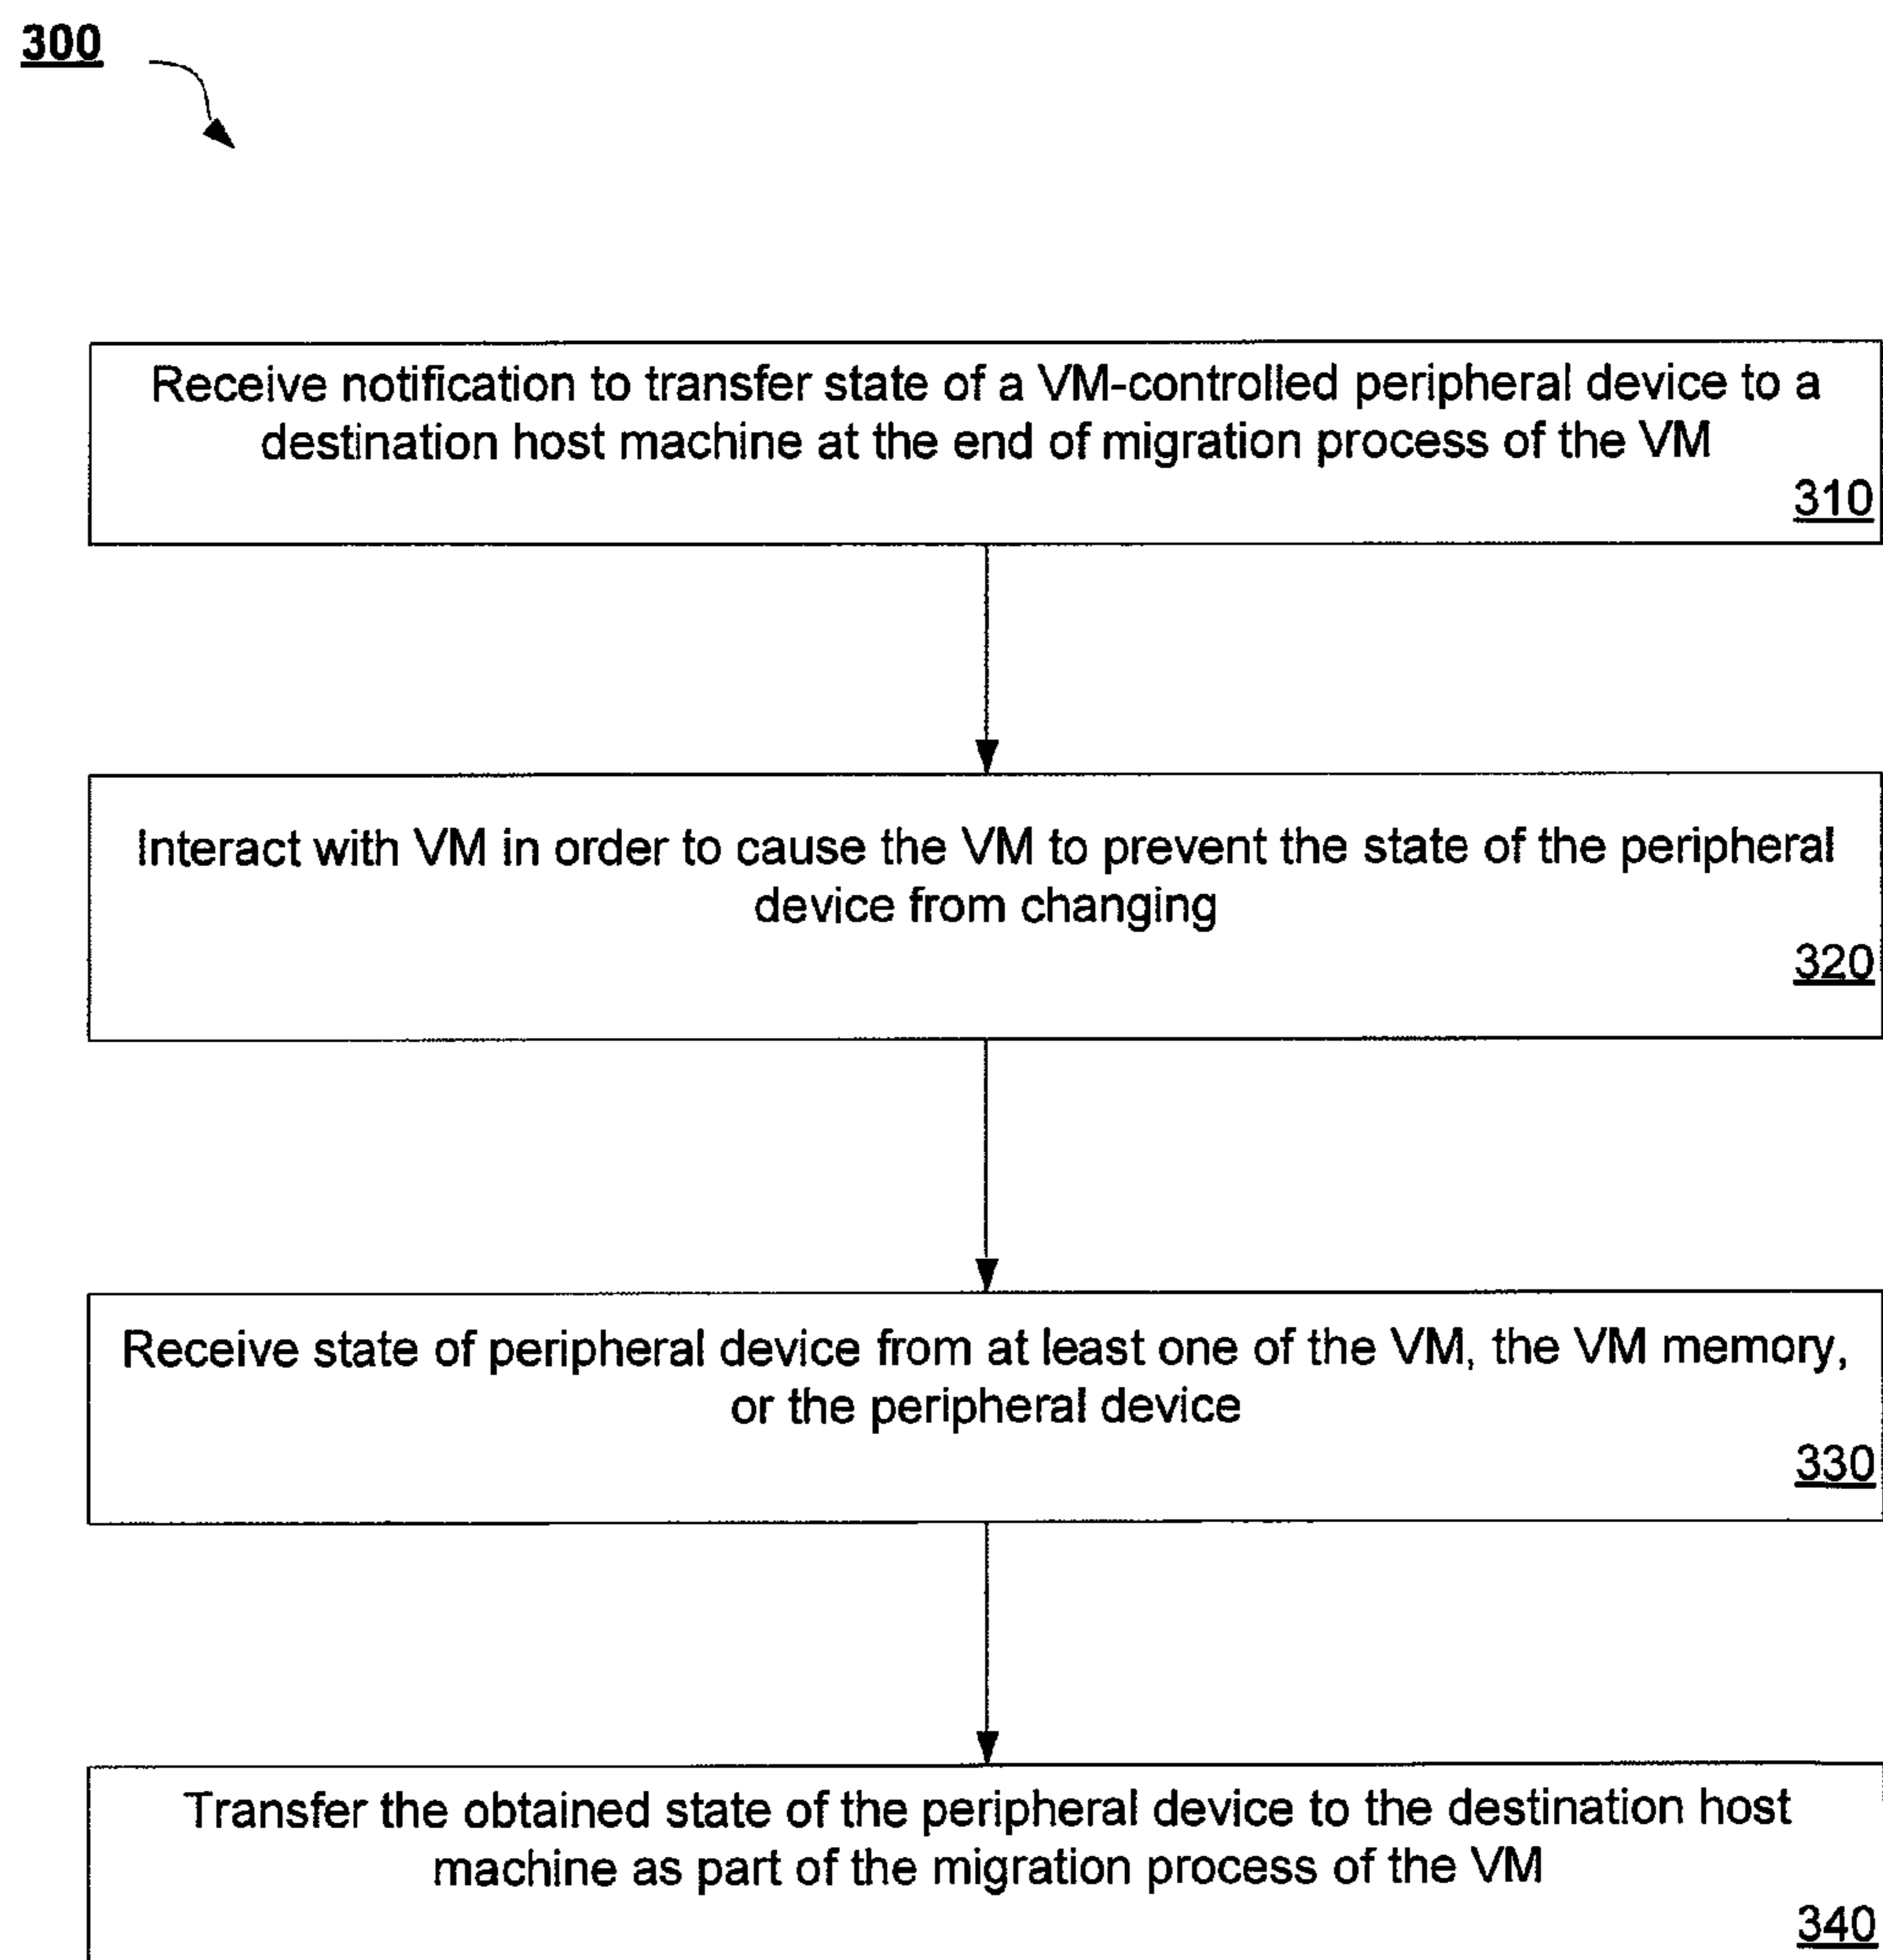 300
Receive notification to transfer state of a VM-controlled peripheral device to a
destination host machine at the end of migration process of the VM
310
Interact with VM in order to cause the VM to prevent the state of the peripheral
device from changing
320
Receive state of peripheral device from at least one of the VM, the VM memory,
or the peripheral device
330
Transfer the obtained state of the peripheral device to the destination host
machine as part of the migration process of the VM
340